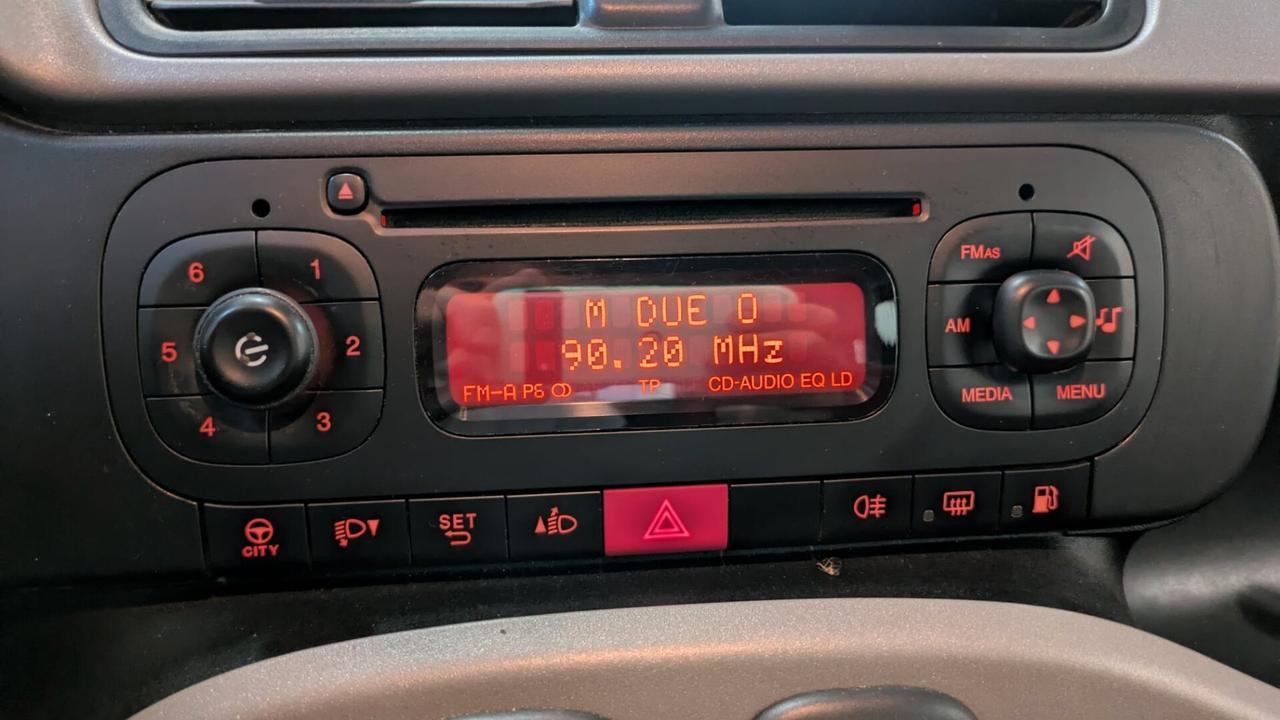 6 1
5 2
4 3
M DUE O
90.20 MHz
FM-A P6 TP CD-AUDIO EQ LD
FMAS
AM
MEDIA MENU
CITY
SET